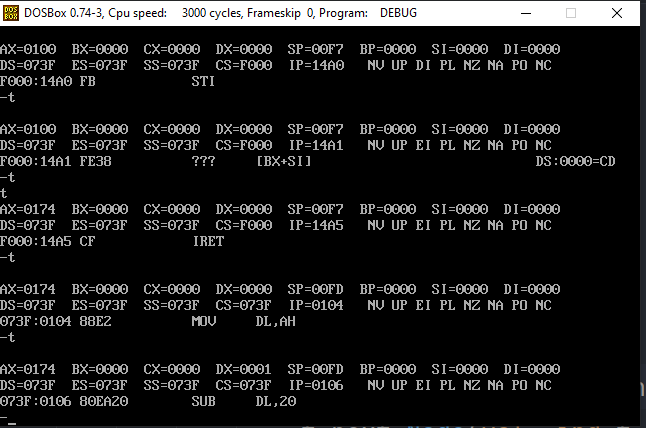 DOSBox 0.74-3, Cpu speed: 3000 cycles, Frameskip 0, Program: DEBUG
AX=0100 BX=0000 CX=0000 DX=0000 SP=00F7 BP=0000 SI=0000 DI=0000
DS=073F ES=073F SS=073F CS=F000 IP=14A0 NV UP DI PL NZ NA PO NC
F000:14A0 FB STI
-t
AX=0100 BX=0000 CX=0000 DX=0000 SP=00F7 BP=0000 SI=0000 DI=0000
DS=073F ES=073F SS=073F CS=F000 IP=14A1 NV UP EI PL NZ NA PO NC
F000:14A1 FE38 ??? [BX+SI] DS:0000=CD
-t
t
AX=0174 BX=0000 CX=0000 DX=0000 SP=00F7 BP=0000 SI=0000 DI=0000
DS=073F ES=073F SS=073F CS=F000 IP=14A5 NV UP EI PL NZ NA PO NC
F000:14A5 CF IRET
-t
AX=0174 BX=0000 CX=0000 DX=0000 SP=00FD BP=0000 SI=0000 DI=0000
DS=073F ES=073F SS=073F CS=073F IP=0104 NV UP EI PL NZ NA PO NC
073F:0104 88E2 MOV DL,AH
-t
AX=0174 BX=0000 CX=0000 DX=0001 SP=00FD BP=0000 SI=0000 DI=0000
DS=073F ES=073F SS=073F CS=073F IP=0106 NV UP EI PL NZ NA PO NC
073F:0106 80EA20 SUB DL,20
-_